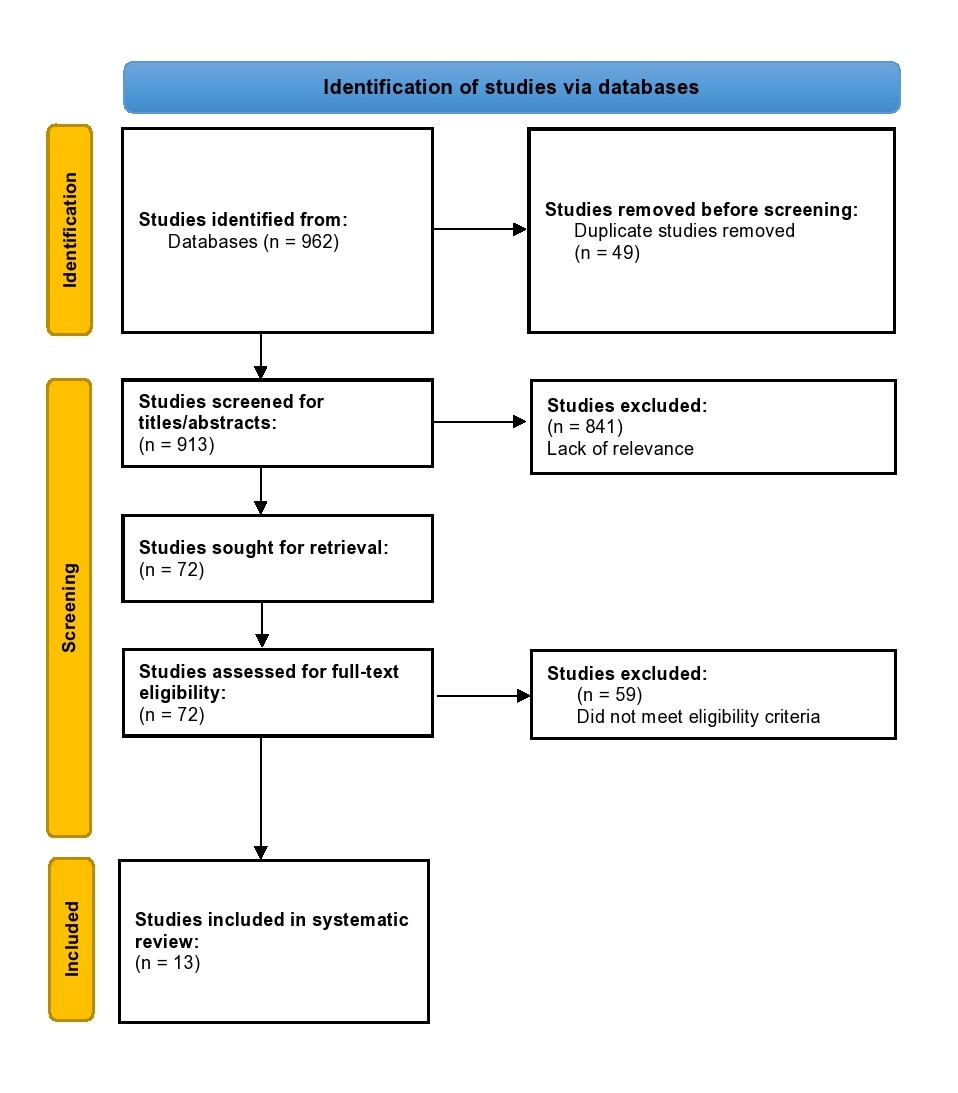 Identification of studies via databases
Identification
Studies identified from:
Databases (n = 962)
Studies removed before screening:
Duplicate studies removed
(n = 49)
Screening
Studies screened for
titles/abstracts:
(n = 913)
Studies excluded:
(n = 841)
Lack of relevance
Studies sought for retrieval:
(n = 72)
Studies assessed for full-text
eligibility:
(n = 72)
Studies excluded:
(n = 59)
Did not meet eligibility criteria
Included
Studies included in systematic
review:
(n = 13)